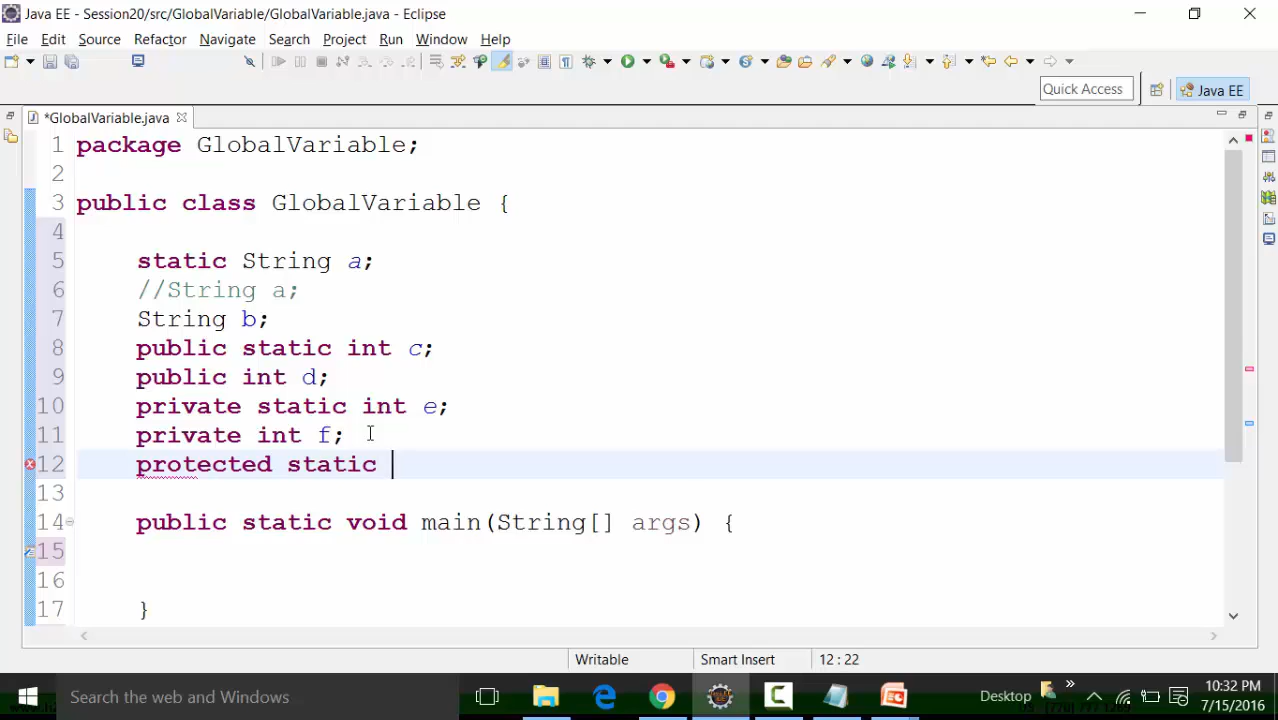 Java EE - Session20/src/GlobalVariable/GlobalVariable.java - Eclipse
File Edit Source Refactor Navigate Search Project Run Window Help
Quick Access
Java EE
*GlobalVariable.java
1 package GlobalVariable;
2
3 public class GlobalVariable {
4
5 static String a;
6 //String a;
7 String b;
8 public static int c;
9 public int d;
10 private static int e;
11 private int f;
12 protected static
13
14 public static void main(String[] args) {
15
16
17 }
Writable Smart Insert 12 : 22
Search the web and Windows
Desktop
10:32 PM
7/15/2016